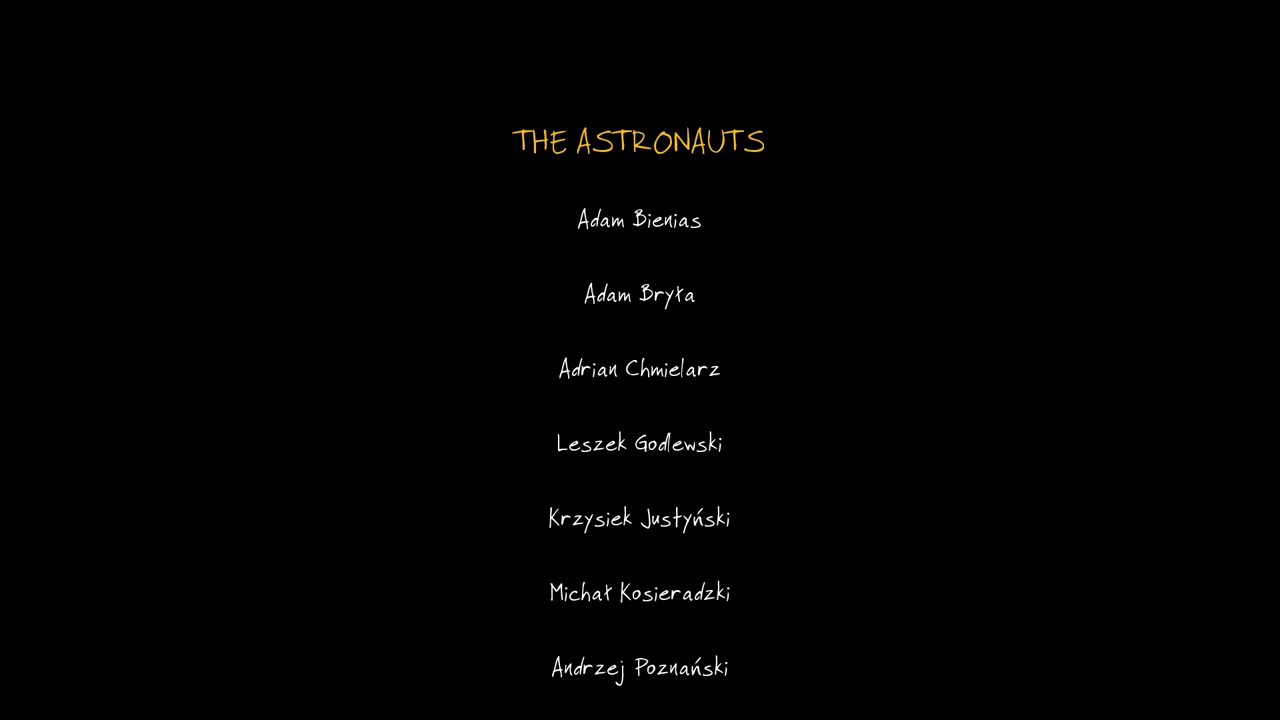 THE ASTRONAUTS
Adam Bienias
Adam Bryła
Adrian Chmielarz
Leszek Godlewski
Krzysiek Justyński
Michał Kosieradzki
Andrzej Poznański